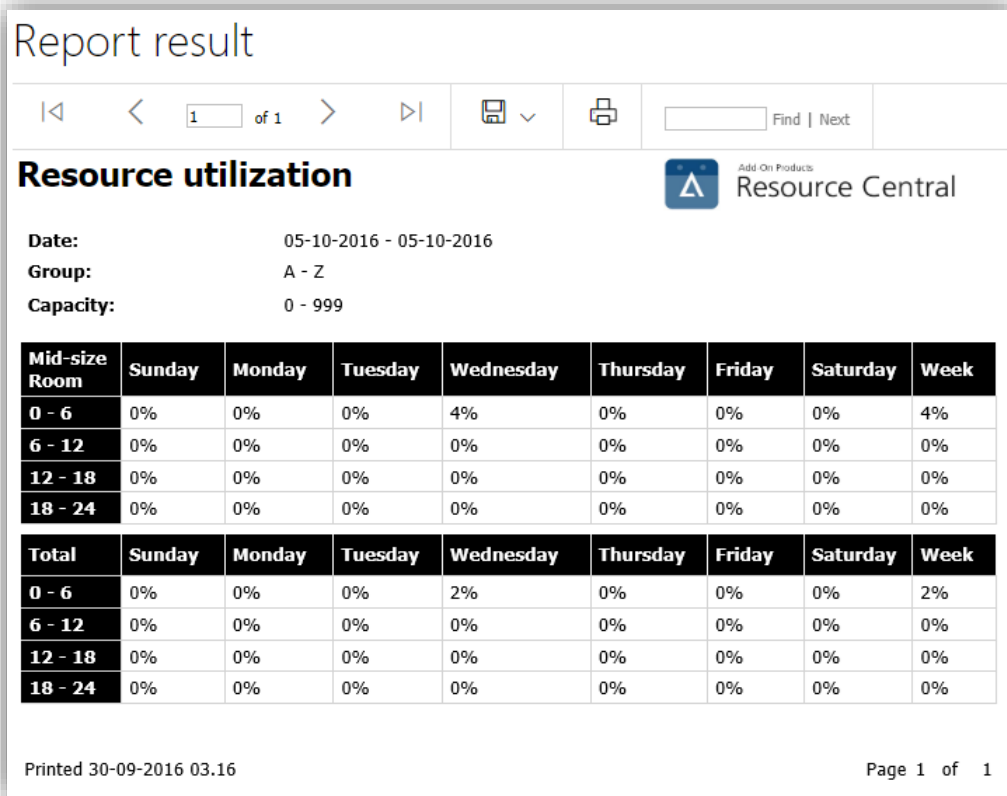 Report result
1 of 1 Find | Next
Resource utilization
Add-On Products
Resource Central
Date: 05-10-2016 - 05-10-2016
Group: A - Z
Capacity: 0 - 999
Mid-size Room Sunday Monday Tuesday Wednesday Thursday Friday Saturday Week
0 - 6 0% 0% 0% 4% 0% 0% 0% 4%
6 - 12 0% 0% 0% 0% 0% 0% 0% 0%
12 - 18 0% 0% 0% 0% 0% 0% 0% 0%
18 - 24 0% 0% 0% 0% 0% 0% 0% 0%
Total Sunday Monday Tuesday Wednesday Thursday Friday Saturday Week
0 - 6 0% 0% 0% 2% 0% 0% 0% 2%
6 - 12 0% 0% 0% 0% 0% 0% 0% 0%
12 - 18 0% 0% 0% 0% 0% 0% 0% 0%
18 - 24 0% 0% 0% 0% 0% 0% 0% 0%
Printed 30-09-2016 03.16 Page 1 of 1